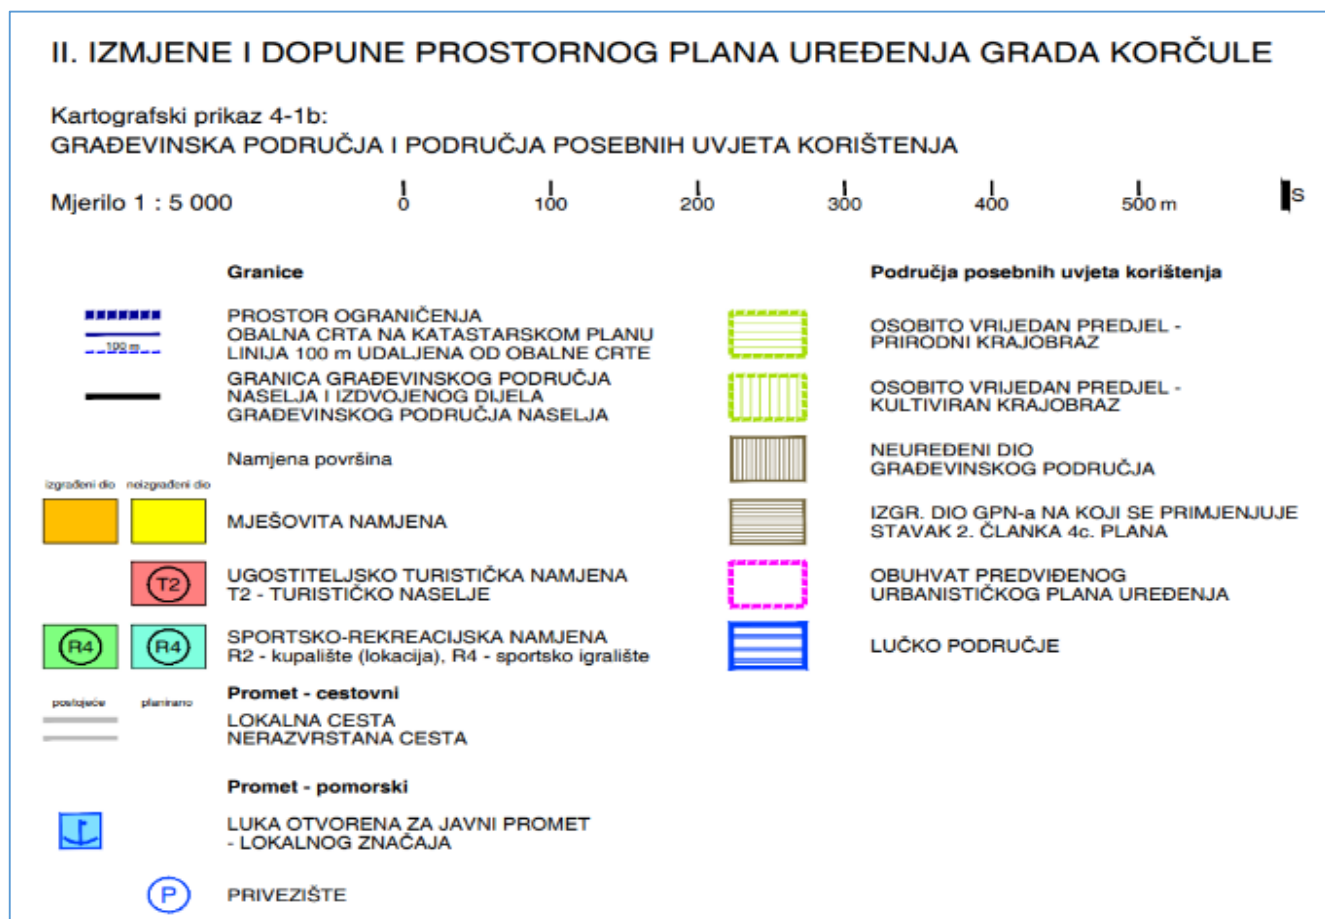 II. IZMJENE I DOPUNE PROSTORNOG PLANA UREĐENJA GRADA KORČULE
Kartografski prikaz 4-1b:
GRAĐEVINSKA PODRUČJA I PODRUČJA POSEBNIH UVJETA KORIŠTENJA
Mjerilo 1 : 5 000
0 100 200 300 400 500 m
S
Granice
PROSTOR OGRANIČENJA
OBALNA CRTA NA KATASTARSKOM PLANU
100 m
LINIJA 100 m UDALJENA OD OBALNE CRTE
GRANICA GRAĐEVINSKOG PODRUČJA
NASELJA I IZDVOJENOG DIJELA
GRAĐEVINSKOG PODRUČJA NASELJA
Namjena površina
izgrađeni dio neizgrađeni dio
MJEŠOVITA NAMJENA
T2
UGOSTITELJSKO TURISTIČKA NAMJENA
T2 - TURISTIČKO NASELJE
R4 R4
SPORTSKO-REKREACIJSKA NAMJENA
R2 - kupalište (lokacija), R4 - sportsko igralište
Promet - cestovni
postojeće planirano
LOKALNA CESTA
NERAZVRSTANA CESTA
Promet - pomorski
LUKA OTVORENA ZA JAVNI PROMET
- LOKALNOG ZNAČAJA
P
PRIVEZIŠTE
Područja posebnih uvjeta korištenja
OSOBITO VRIJEDAN PREDJEL -
PRIRODNI KRAJOBRAZ
OSOBITO VRIJEDAN PREDJEL -
KULTIVIRAN KRAJOBRAZ
NEUREĐENI DIO
GRAĐEVINSKOG PODRUČJA
IZGR. DIO GPN-a NA KOJI SE PRIMJENJUJE
STAVAK 2. ČLANKA 4c. PLANA
OBUHVAT PREDVIĐENOG
URBANISTIČKOG PLANA UREĐENJA
LUČKO PODRUČJE